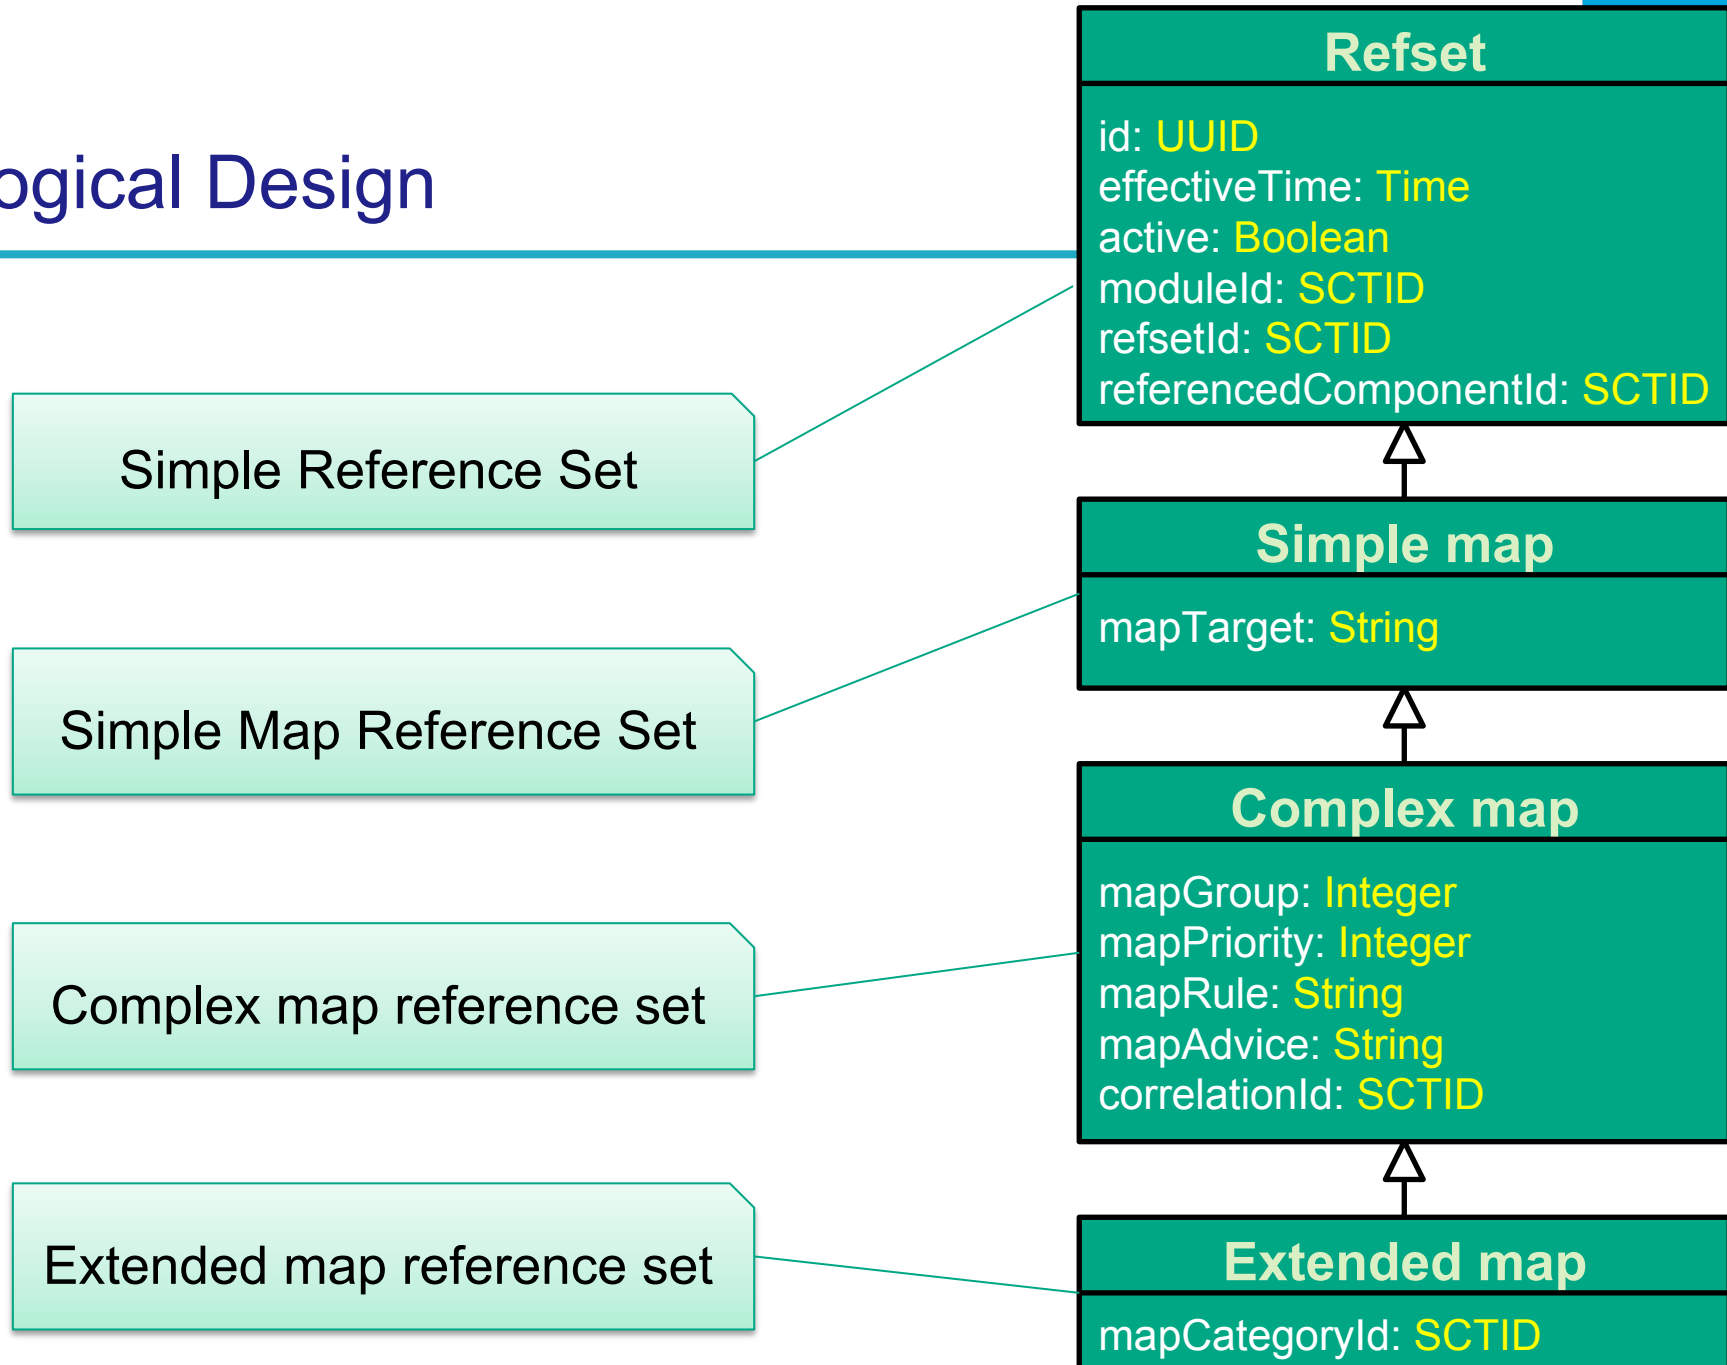 ogical Design
Refset
id: UUID
effectiveTime: Time
active: Boolean
moduleId: SCTID
refsetId: SCTID
referencedComponentId: SCTID
Simple Reference Set
Simple map
mapTarget: String
Simple Map Reference Set
Complex map
mapGroup: Integer
mapPriority: Integer
mapRule: String
mapAdvice: String
correlationId: SCTID
Complex map reference set
Extended map
mapCategoryId: SCTID
Extended map reference set